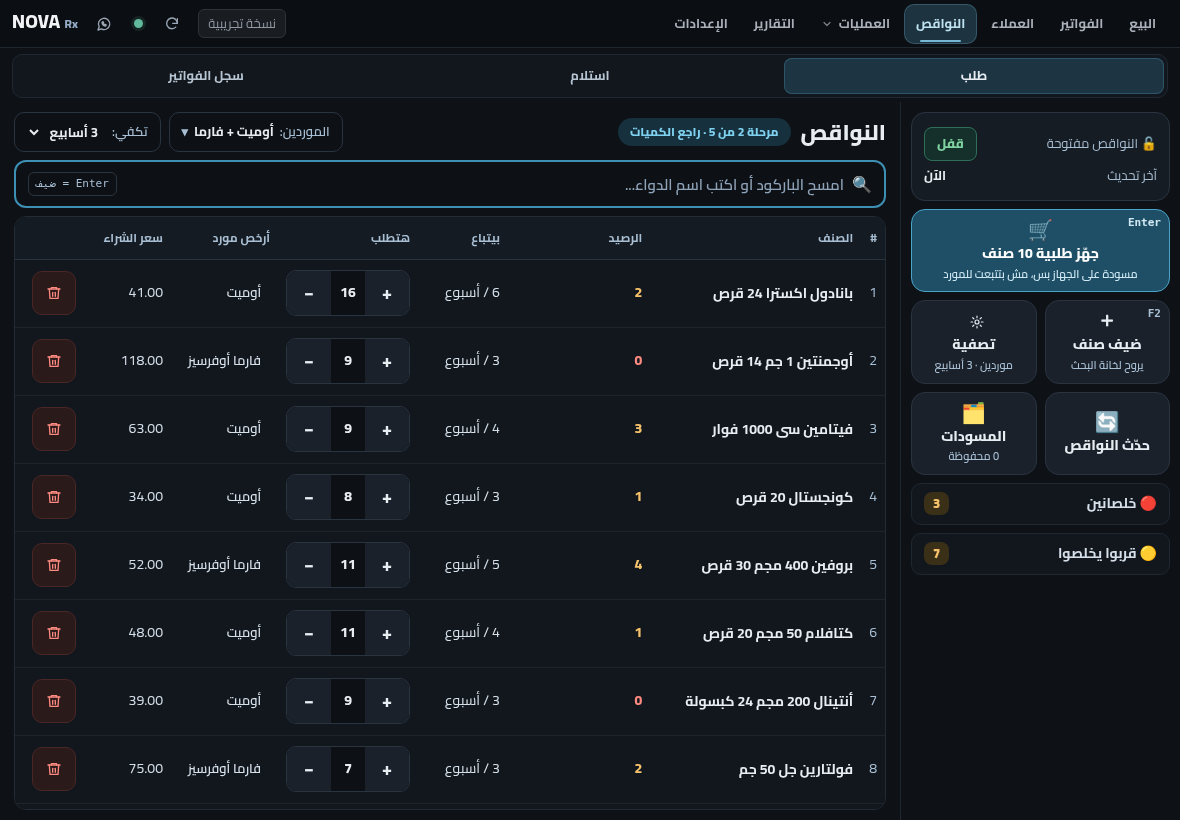 البيع
الفواتير
العملاء
النواقص
العمليات
التقارير
الإعدادات
نسخة تجريبية
NOVA Rx
طلب
استلام
سجل الفواتير
🔓 النواقص مفتوحة
قفل
آخر تحديث
الآن
Enter
🛒
جهّز طلبية 10 صنف
مسودة على الجهاز بس، مش بتتبعت للمورد
F2
+
ضيف صنف
يروح لخانة البحث
تصفية
موردين · 3 أسابيع
حدّث النواقص
المسودات
0 محفوظة
🔴 خلصانين
3
🟡 قربوا يخلصوا
7
النواقص
مرحلة 2 من 5 · راجع الكميات
الموردين: أوميت + فارما ▼
تكفي: 3 أسابيع
🔍 امسح الباركود أو اكتب اسم الدواء...
Enter = ضيف
# الصنف الرصيد بيتباع هتطلب أرخص مورد سعر الشراء
1 بانادول اكسترا 24 قرص 2 6 / أسبوع + 16 − أوميت 41.00
2 أوجمنتين 1 جم 14 قرص 0 3 / أسبوع + 9 − فارما أوفرسيز 118.00
3 فيتامين سى 1000 فوار 3 4 / أسبوع + 9 − أوميت 63.00
4 كونجستال 20 قرص 1 3 / أسبوع + 8 − أوميت 34.00
5 بروفين 400 مجم 30 قرص 4 5 / أسبوع + 11 − فارما أوفرسيز 52.00
6 كتافلام 50 مجم 20 قرص 1 4 / أسبوع + 11 − أوميت 48.00
7 أنتينال 200 مجم 24 كبسولة 0 3 / أسبوع + 9 − أوميت 39.00
8 فولتارين جل 50 جم 2 3 / أسبوع + 7 − فارما أوفرسيز 75.00